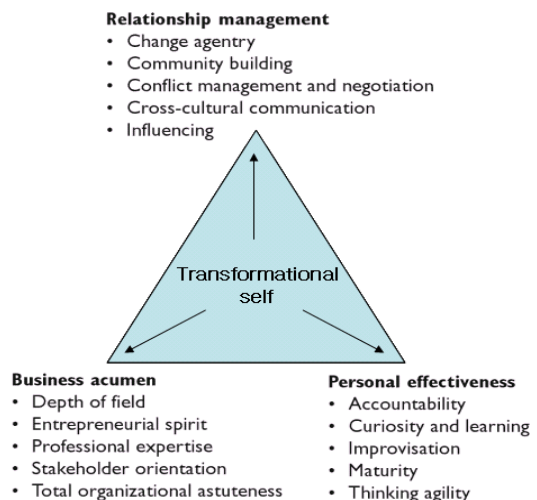 Relationship management
• Change agentry
• Community building
• Conflict management and negotiation
• Cross-cultural communication
• Influencing
Transformational
self
Business acumen
• Depth of field
• Entrepreneurial spirit
• Professional expertise
• Stakeholder orientation
• Total organizational astuteness
Personal effectiveness
• Accountability
• Curiosity and learning
• Improvisation
• Maturity
• Thinking agility